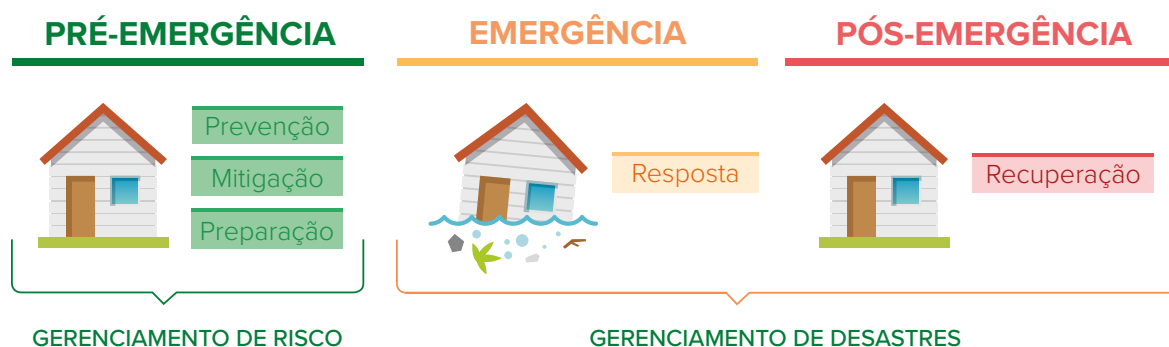 PRÉ-EMERGÊNCIA
Prevenção
Mitigação
Preparação
EMERGÊNCIA
Resposta
PÓS-EMERGÊNCIA
Recuperação
GERENCIAMENTO DE RISCO
GERENCIAMENTO DE DESASTRES